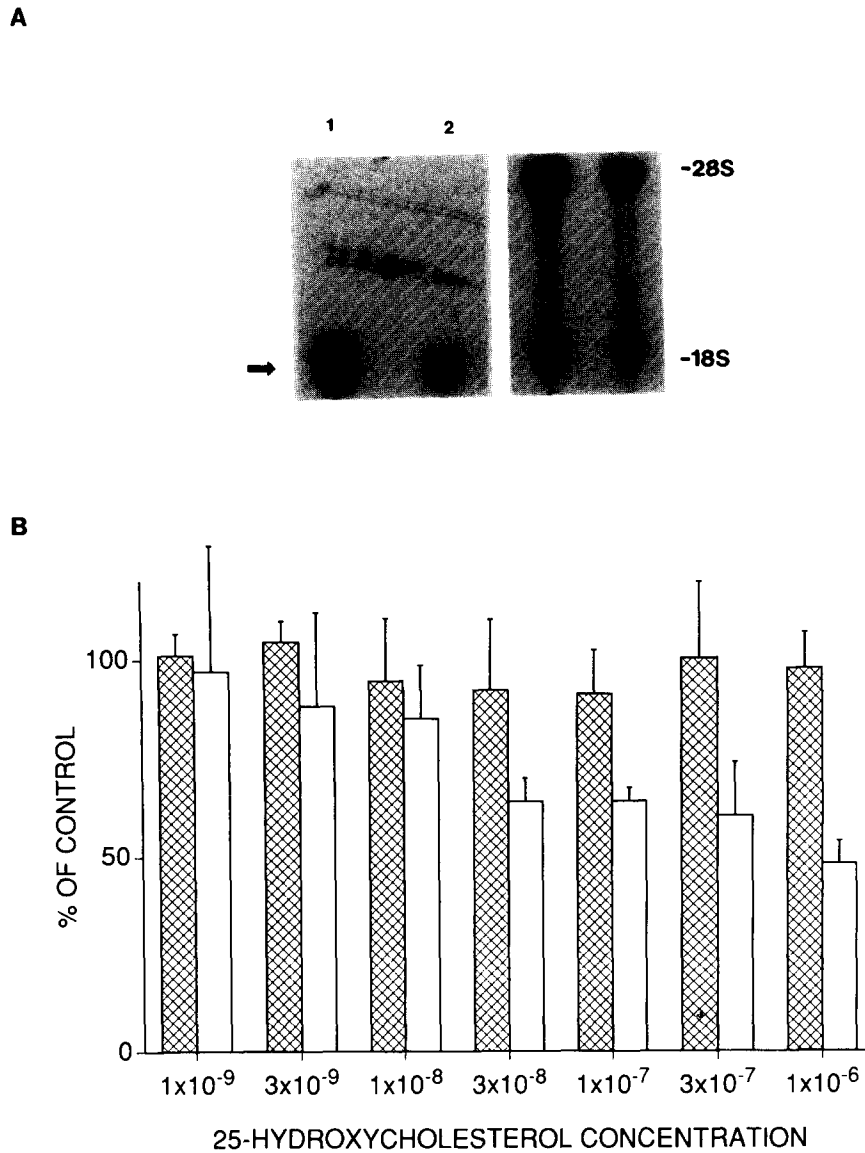 A
1 2
-28S
-18S
B
% OF CONTROL
100
50
0
1x10⁻⁹ 3x10⁻⁹ 1x10⁻⁸ 3x10⁻⁸ 1x10⁻⁷ 3x10⁻⁷ 1x10⁻⁶
25-HYDROXYCHOLESTEROL CONCENTRATION